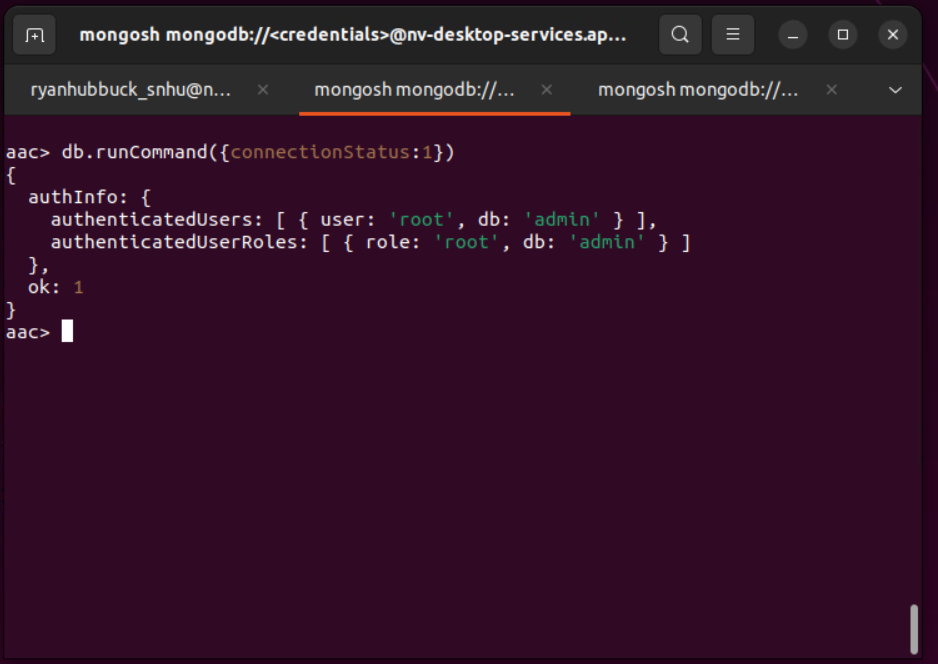 mongosh mongodb://<credentials>@nv-desktop-services.ap...
ryanhubbuck_snhu@n... mongosh mongodb://... mongosh mongodb://...
aac> db.runCommand({connectionStatus:1})
{
  authInfo: {
    authenticatedUsers: [ { user: 'root', db: 'admin' } ],
    authenticatedUserRoles: [ { role: 'root', db: 'admin' } ]
  },
  ok: 1
}
aac>